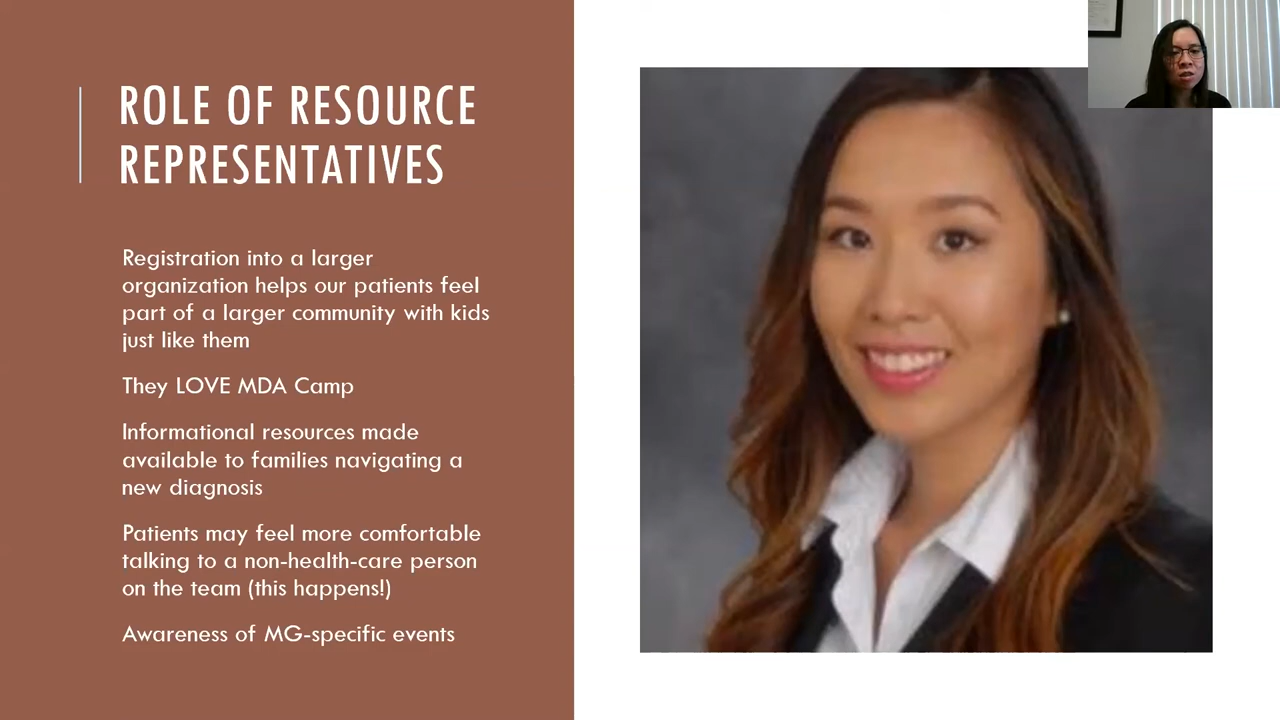 ROLE OF RESOURCE
REPRESENTATIVES
Registration into a larger
organization helps our patients feel
part of a larger community with kids
just like them
They LOVE MDA Camp
Informational resources made
available to families navigating a
new diagnosis
Patients may feel more comfortable
talking to a non-health-care person
on the team (this happens!)
Awareness of MG-specific events